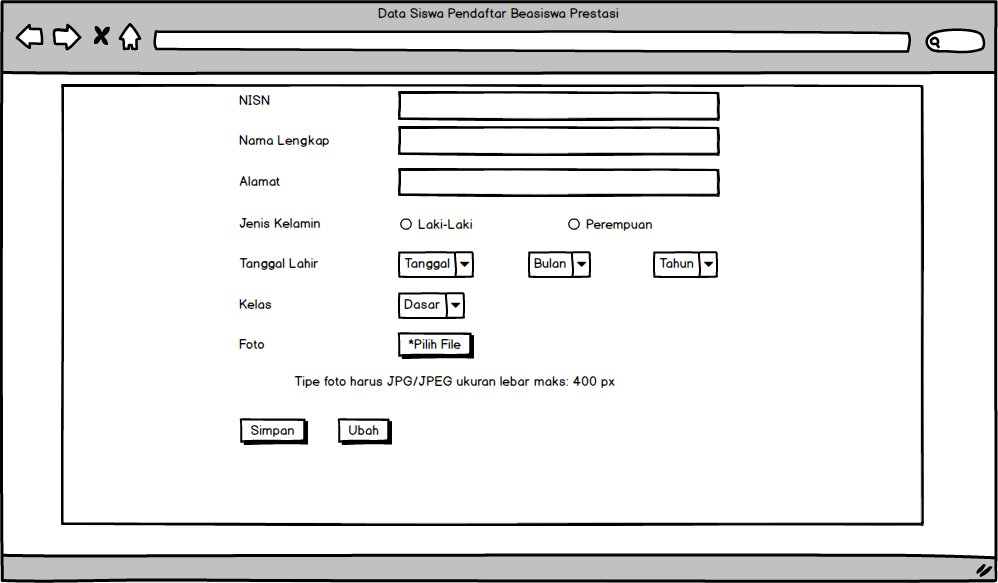 Data Siswa Pendaftar Beasiswa Prestasi
NISN
Nama Lengkap
Alamat
Jenis Kelamin Laki-Laki Perempuan
Tanggal Lahir Tanggal Bulan Tahun
Kelas Dasar
Foto *Pilih File
Tipe foto harus JPG/JPEG ukuran lebar maks: 400 px
Simpan Ubah